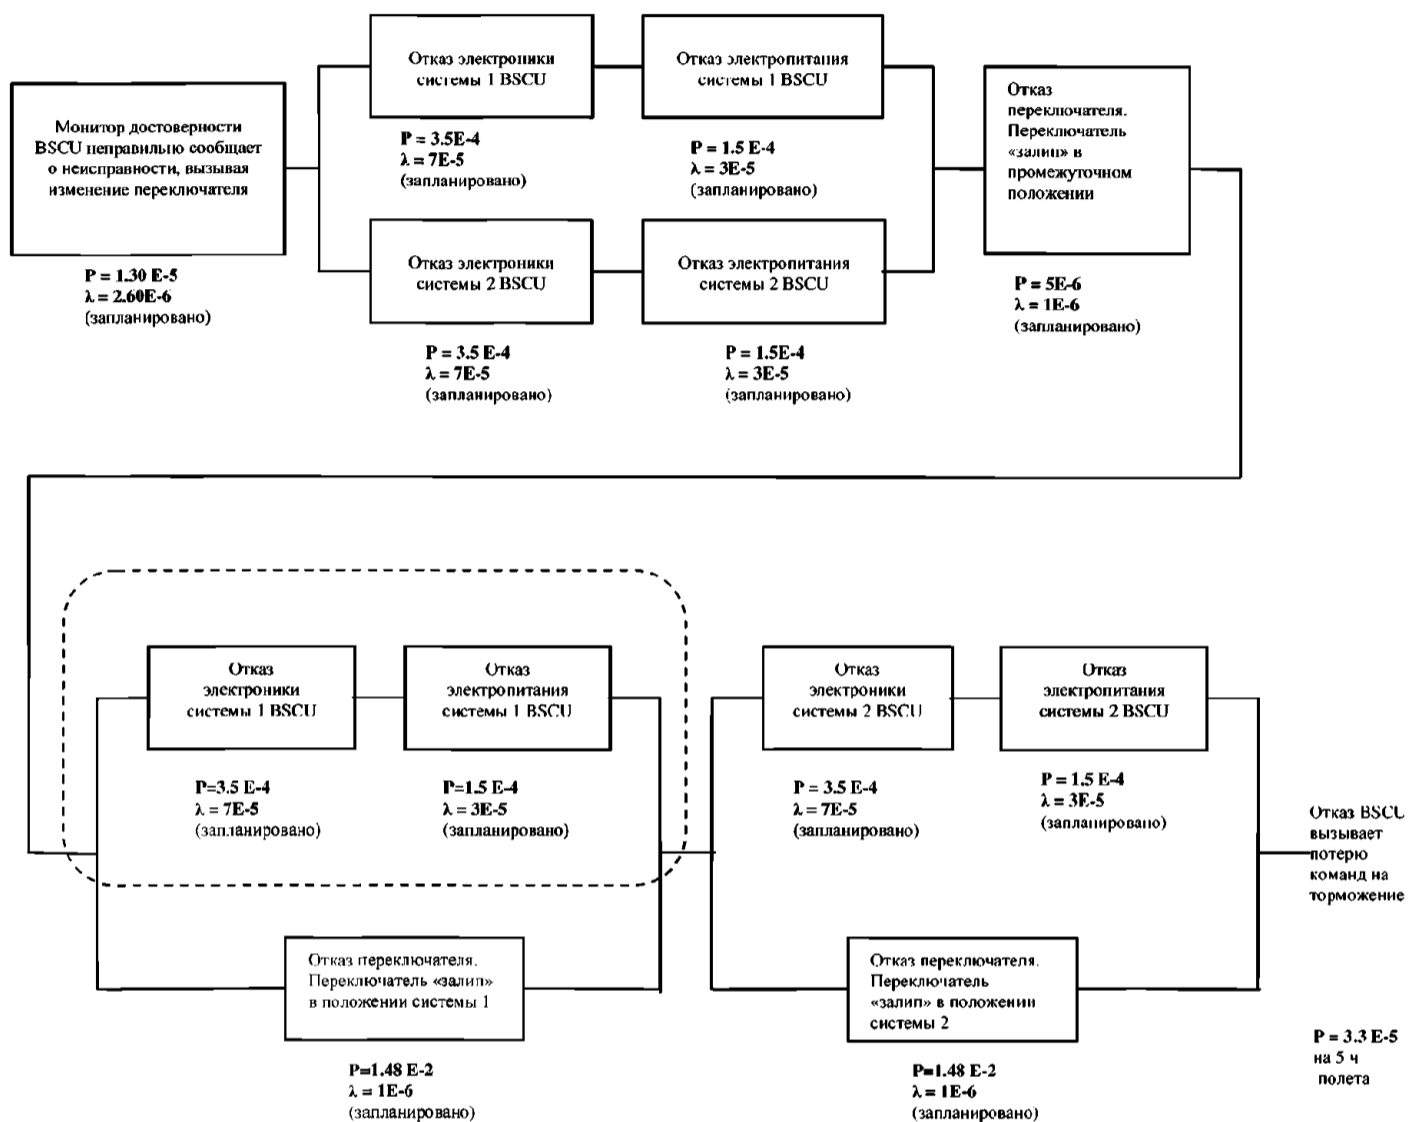 Отказ электроники
системы 1 BSCU
Отказ электропитания
системы 1 BSCU
Отказ
переключателя.
Переключатель
«залип» в
промежуточном
положении
Монитор достоверности
BSCU неправильно сообщает
о неисправности, вызывая
изменение переключателя
P = 3.5E-4
λ = 7E-5
(запланировано)
P = 1.5 E-4
λ = 3E-5
(запланировано)
Отказ электроники
системы 2 BSCU
Отказ электропитания
системы 2 BSCU
P = 1.30 E-5
λ = 2.60E-6
(запланировано)
P = 5E-6
λ = 1E-6
(запланировано)
P = 3.5 E-4
λ = 7E-5
(запланировано)
P = 1.5E-4
λ = 3E-5
(запланировано)
Отказ
электроники
системы 1 BSCU
Отказ
электропитания
системы 1 BSCU
Отказ
электроники
системы 2 BSCU
Отказ
электропитания
системы 2 BSCU
P=3.5 E-4
λ = 7E-5
(запланировано)
P=1.5 E-4
λ = 3E-5
(запланировано)
P = 3.5 E-4
λ = 7E-5
(запланировано)
P = 1.5 E-4
λ = 3E-5
(запланировано)
Отказ BSCU
вызывает
потерю
команд на
торможение
Отказ переключателя.
Переключатель «залип»
в положении системы 1
Отказ переключателя.
Переключатель
«залип» в положении
системы 2
P=1.48 E-2
λ = 1E-6
(запланировано)
P=1.48 E-2
λ = 1E-6
(запланировано)
P = 3.3 E-5
на 5 ч
полета